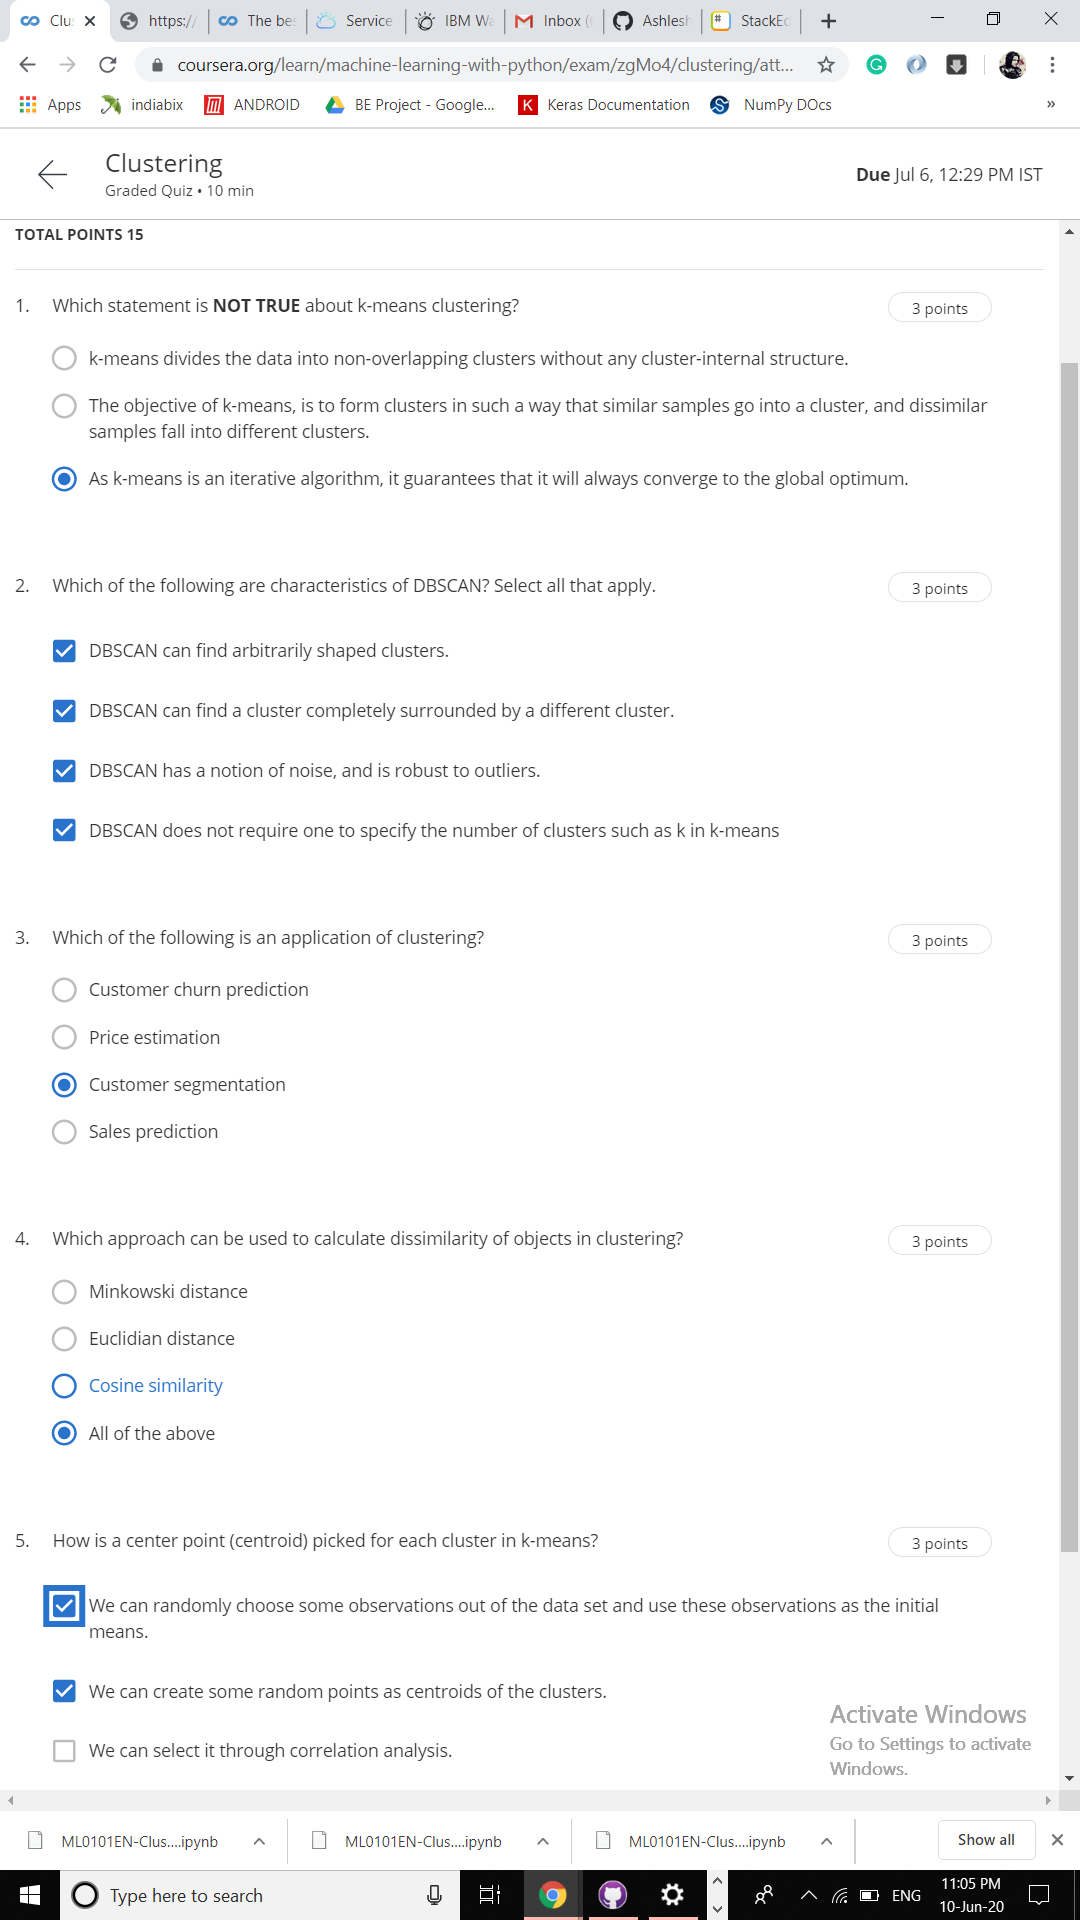 Clu
https://
The be
Service
IBM Wa
Inbox (
Ashlesh
StackEd
coursera.org/learn/machine-learning-with-python/exam/zgMo4/clustering/att...
Apps
indiabix
ANDROID
BE Project - Google...
Keras Documentation
NumPy DOcs
»
Clustering
Graded Quiz • 10 min
Due Jul 6, 12:29 PM IST
TOTAL POINTS 15
1. Which statement is NOT TRUE about k-means clustering?
3 points
k-means divides the data into non-overlapping clusters without any cluster-internal structure.
The objective of k-means, is to form clusters in such a way that similar samples go into a cluster, and dissimilar
samples fall into different clusters.
As k-means is an iterative algorithm, it guarantees that it will always converge to the global optimum.
2. Which of the following are characteristics of DBSCAN? Select all that apply.
3 points
DBSCAN can find arbitrarily shaped clusters.
DBSCAN can find a cluster completely surrounded by a different cluster.
DBSCAN has a notion of noise, and is robust to outliers.
DBSCAN does not require one to specify the number of clusters such as k in k-means
3. Which of the following is an application of clustering?
3 points
Customer churn prediction
Price estimation
Customer segmentation
Sales prediction
4. Which approach can be used to calculate dissimilarity of objects in clustering?
3 points
Minkowski distance
Euclidian distance
Cosine similarity
All of the above
5. How is a center point (centroid) picked for each cluster in k-means?
3 points
We can randomly choose some observations out of the data set and use these observations as the initial
means.
We can create some random points as centroids of the clusters.
We can select it through correlation analysis.
Activate Windows
Go to Settings to activate
Windows.
ML0101EN-Clus....ipynb
ML0101EN-Clus....ipynb
ML0101EN-Clus....ipynb
Show all
Type here to search
ENG
11:05 PM
10-Jun-20